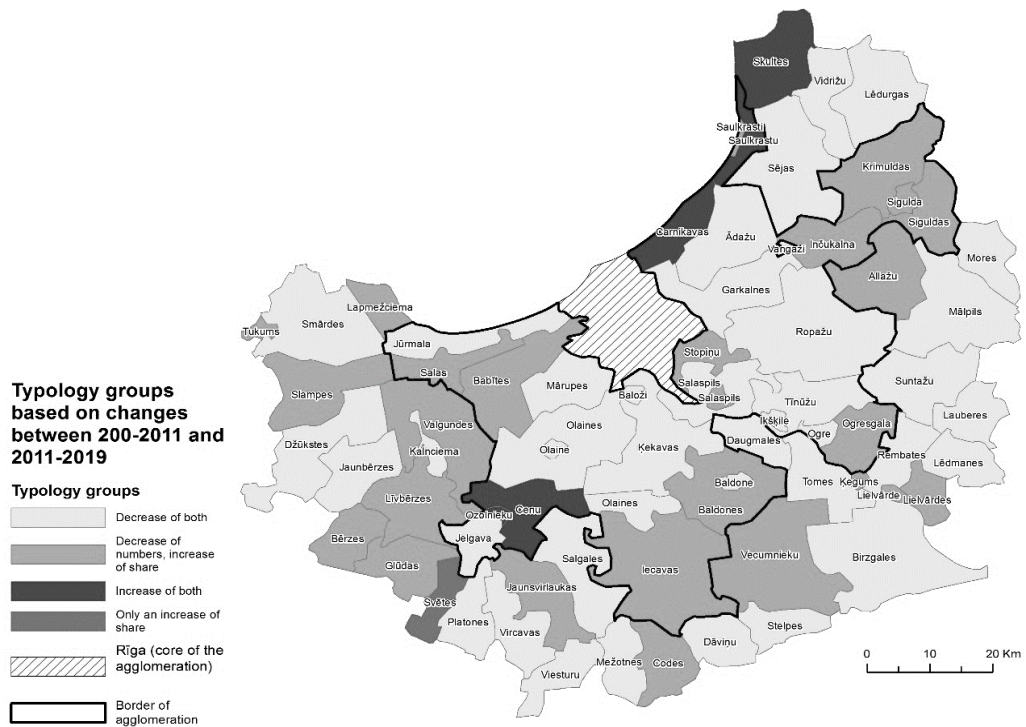 Skultes
Vidrižu
Lēdurgas
Saulkrasti
Saulkrastu
Sējas
Krimuldas
Sigulda
Siguldas
Carnikavas
Ādažu
Vangaži
Inčukalna
Mores
Allažu
Garkalnes
Mālpils
Lapmežciema
Smārdes
Tukums
Ropažu
Jūrmala
Stopiņu
Salas
Babītes
Mārupes
Salaspils
Salaspils
Suntažu
Slampes
Baloži
Tīnūžu
Typology groups
based on changes
between 200-2011 and
2011-2019
Valgundes
Olaines
Ikšķile
Ogre
Ogresgala
Lauberes
Džūkstes
Kalnciema
Olaine
Ķekavas
Daugmales
Rembates
Lēdmanes
Jaunbērzes
Typology groups
Tomes
Ķegums
Baldone
Lielvārde
Lielvārdes
Līvbērzes
Olaines
Baldones
Decrease of both
Ozolnieku
Cenu
Bērzes
Jelgava
Decrease of
numbers, increase
of share
Salgales
Vecumnieku
Birzgales
Glūdas
Iecavas
Jaunsvirlaukas
Increase of both
Svētes
Only an increase of
share
Platones
Vircavas
Stelpes
Dāviņu
Rīga (core of the
agglomeration)
Viesturu
Mežotnes
Codes
0 10 20 Km
Border of
agglomeration